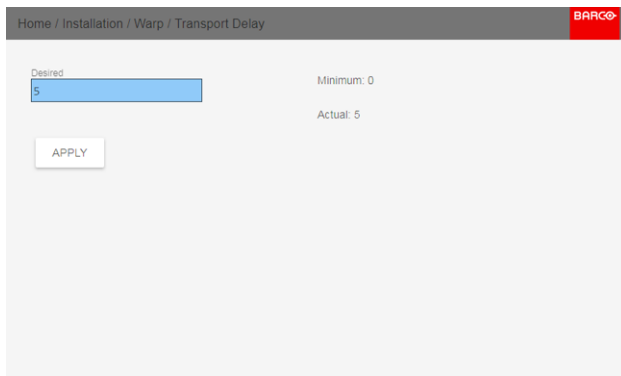 Home / Installation / Warp / Transport Delay
BARCO
Desired
5
Minimum: 0
Actual: 5
APPLY